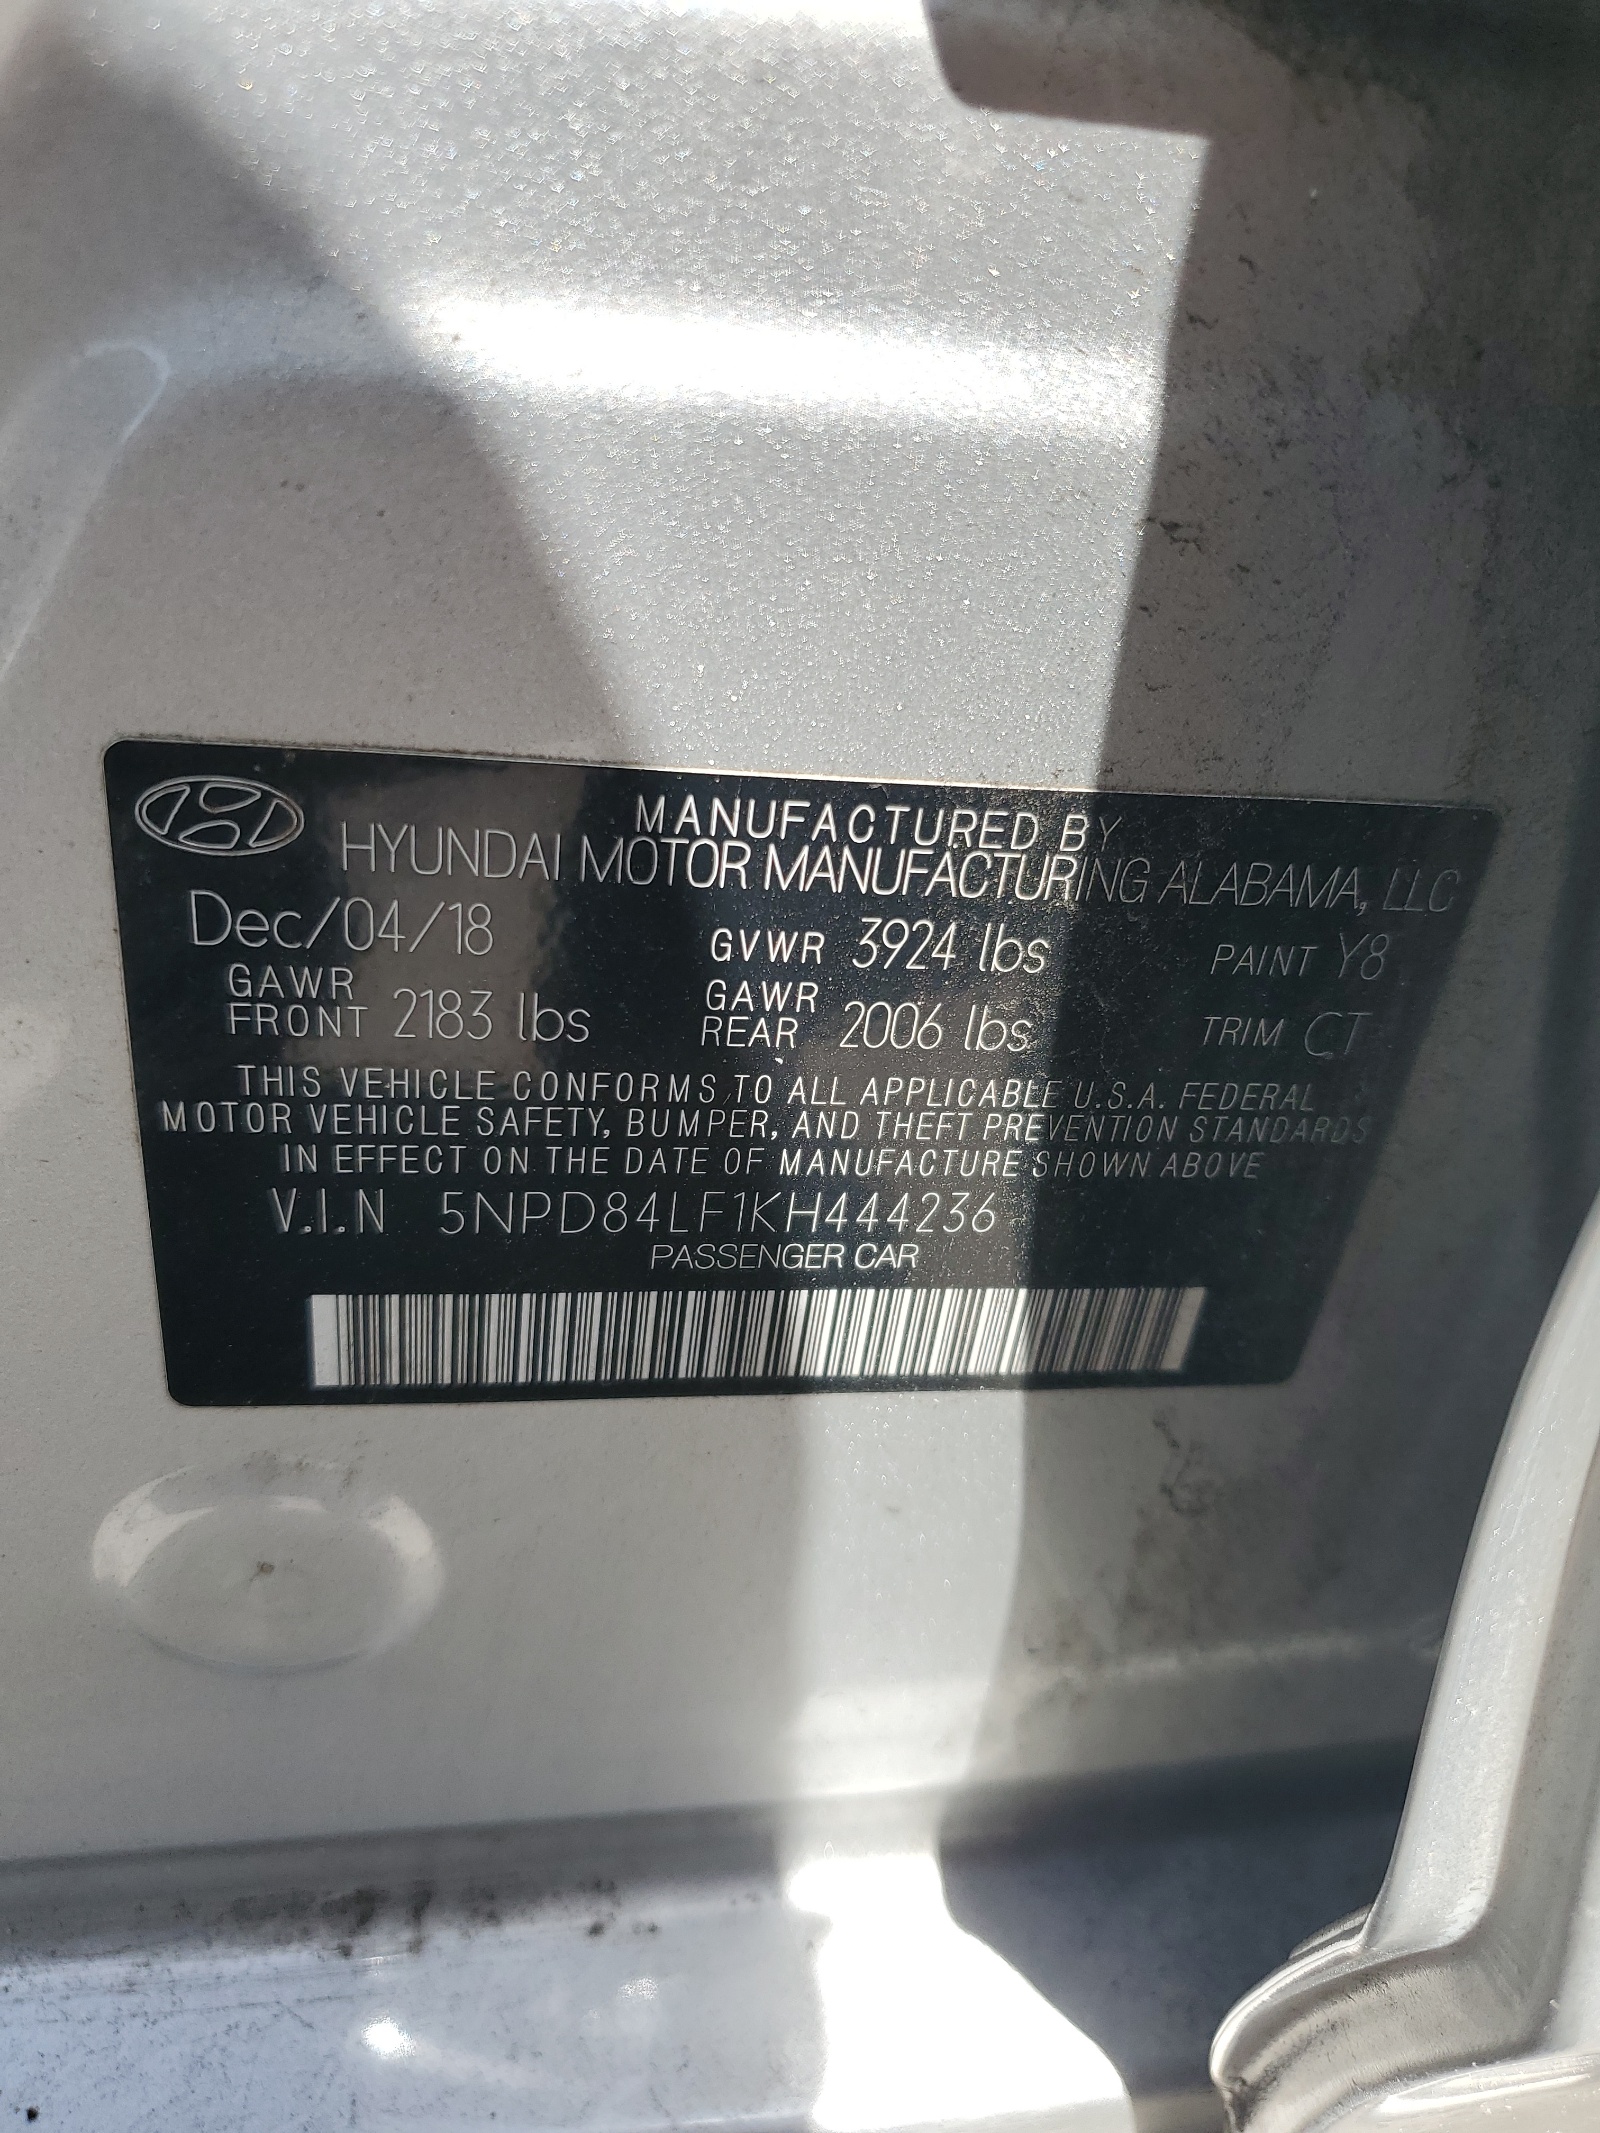 MANUFACTURED BY
HYUNDAI MOTOR MANUFACTURING ALABAMA, LLC
Dec/04/18 GVWR 3924 lbs PAINT Y8
GAWR FRONT 2183 lbs GAWR REAR 2006 lbs TRIM CT
THIS VEHICLE CONFORMS TO ALL APPLICABLE U.S.A. FEDERAL
MOTOR VEHICLE SAFETY, BUMPER, AND THEFT PREVENTION STANDARDS
IN EFFECT ON THE DATE OF MANUFACTURE SHOWN ABOVE
V.I.N 5NPD84LF1KH444236
PASSENGER CAR